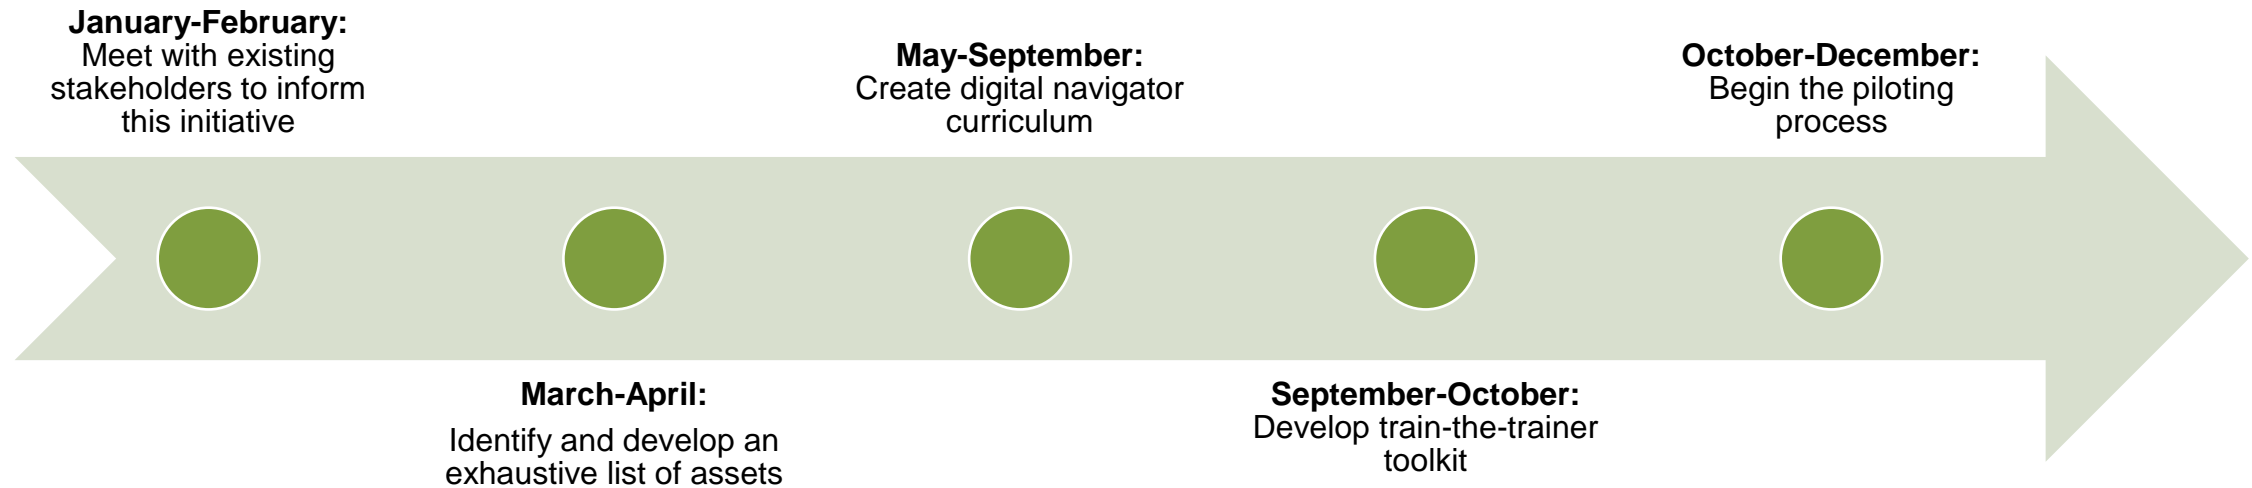 January-February:
Meet with existing
stakeholders to inform
this initiative
March-April:
Identify and develop an
exhaustive list of assets
May-September:
Create digital navigator
curriculum
September-October:
Develop train-the-trainer
toolkit
October-December:
Begin the piloting
process